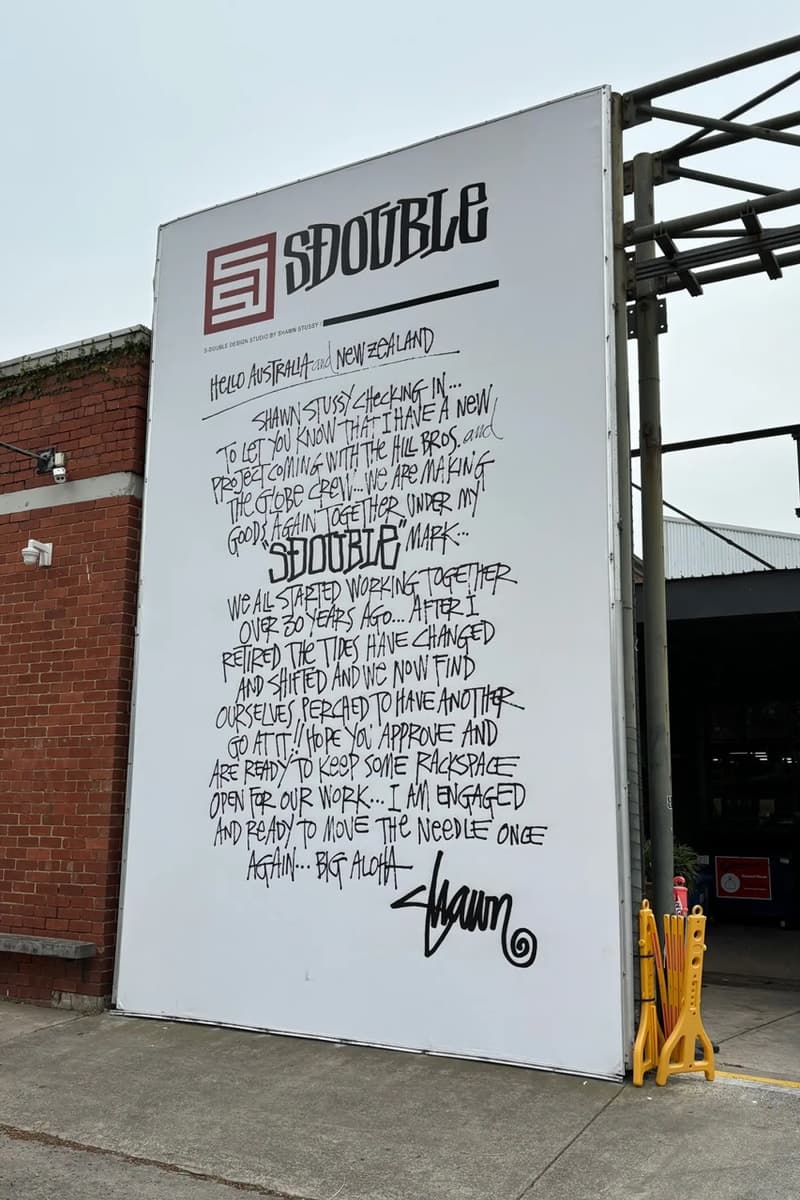 SDOUBLE
S-DOUBLE DESIGN STUDIO BY SHAWN STUSSY
HELLO AUSTRALIA and NEW ZEALAND
SHAWN STUSSY CHECKING IN...
TO LET YOU KNOW THAT I HAVE A NEW
PROJECT COMING WITH THE HILL BROS. and
THE GLOBE CREW... WE ARE MAKING
GOODS AGAIN TOGETHER UNDER MY
"SDOUBLE" MARK...
WE ALL STARTED WORKING TOGETHER
OVER 30 YEARS AGO... AFTER I
RETIRED THE TIDES HAVE CHANGED
AND SHIFTED AND WE NOW FIND
OURSELVES PERCHED TO HAVE ANOTHER
GO AT IT!! HOPE YOU APPROVE AND
ARE READY TO KEEP SOME RACKSPACE
OPEN FOR OUR WORK... I AM ENGAGED
AND READY TO MOVE THE NEEDLE ONCE
AGAIN... BIG ALOHA
Shawn